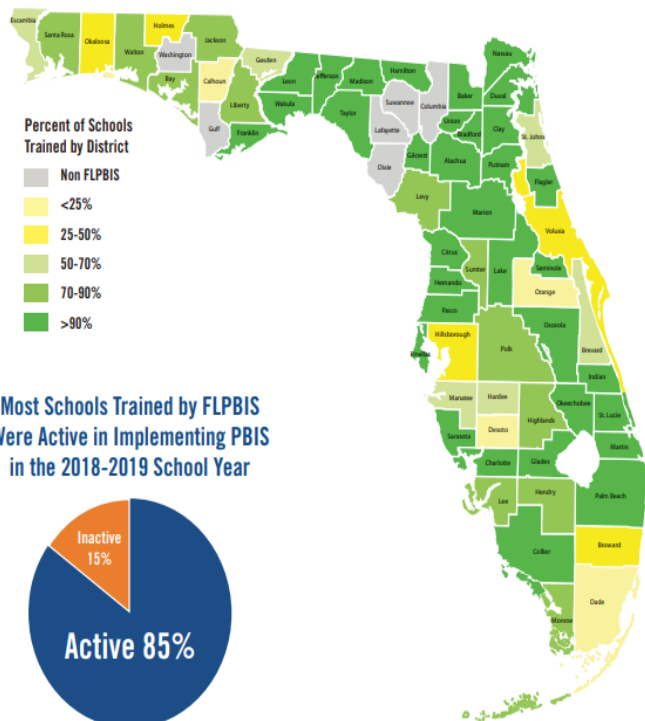 Escambia
Santa Rosa
Okaloosa
Walton
Holmes
Washington
Jackson
Bay
Calhoun
Gulf
Liberty
Gasden
Franklin
Leon
Wakula
Jefferson
Madison
Taylor
Hamilton
Suwannee
Lafayette
Dixie
Columbia
Baker
Nassau
Duval
Union
Bradford
Clay
St. Johns
Gilcrest
Alachua
Putnam
Flagler
Levy
Marion
Volusia
Citrus
Sumter
Lake
Seminole
Hernando
Orange
Pasco
Hillsborough
Pinellas
Polk
Osceola
Brevard
Indian
Manatee
Hardee
Highlands
Okeechobee
St. Lucie
Sarasota
Desoto
Martin
Charlotte
Glades
Lee
Hendry
Palm Beach
Collier
Broward
Monroe
Dade
Percent of Schools
Trained by District
Non FLPBIS
<25%
25-50%
50-70%
70-90%
>90%
Most Schools Trained by FLPBIS
Were Active in Implementing PBIS
in the 2018-2019 School Year
Inactive
15%
Active 85%